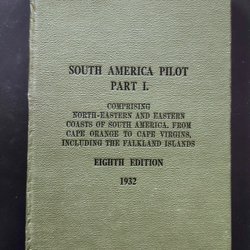 SOUTH AMERICA PILOT
PART I.
COMPRISING
NORTH-EASTERN AND EASTERN
COASTS OF SOUTH AMERICA, FROM
CAPE ORANGE TO CAPE VIRGINS,
INCLUDING THE FALKLAND ISLANDS
EIGHTH EDITION
1932